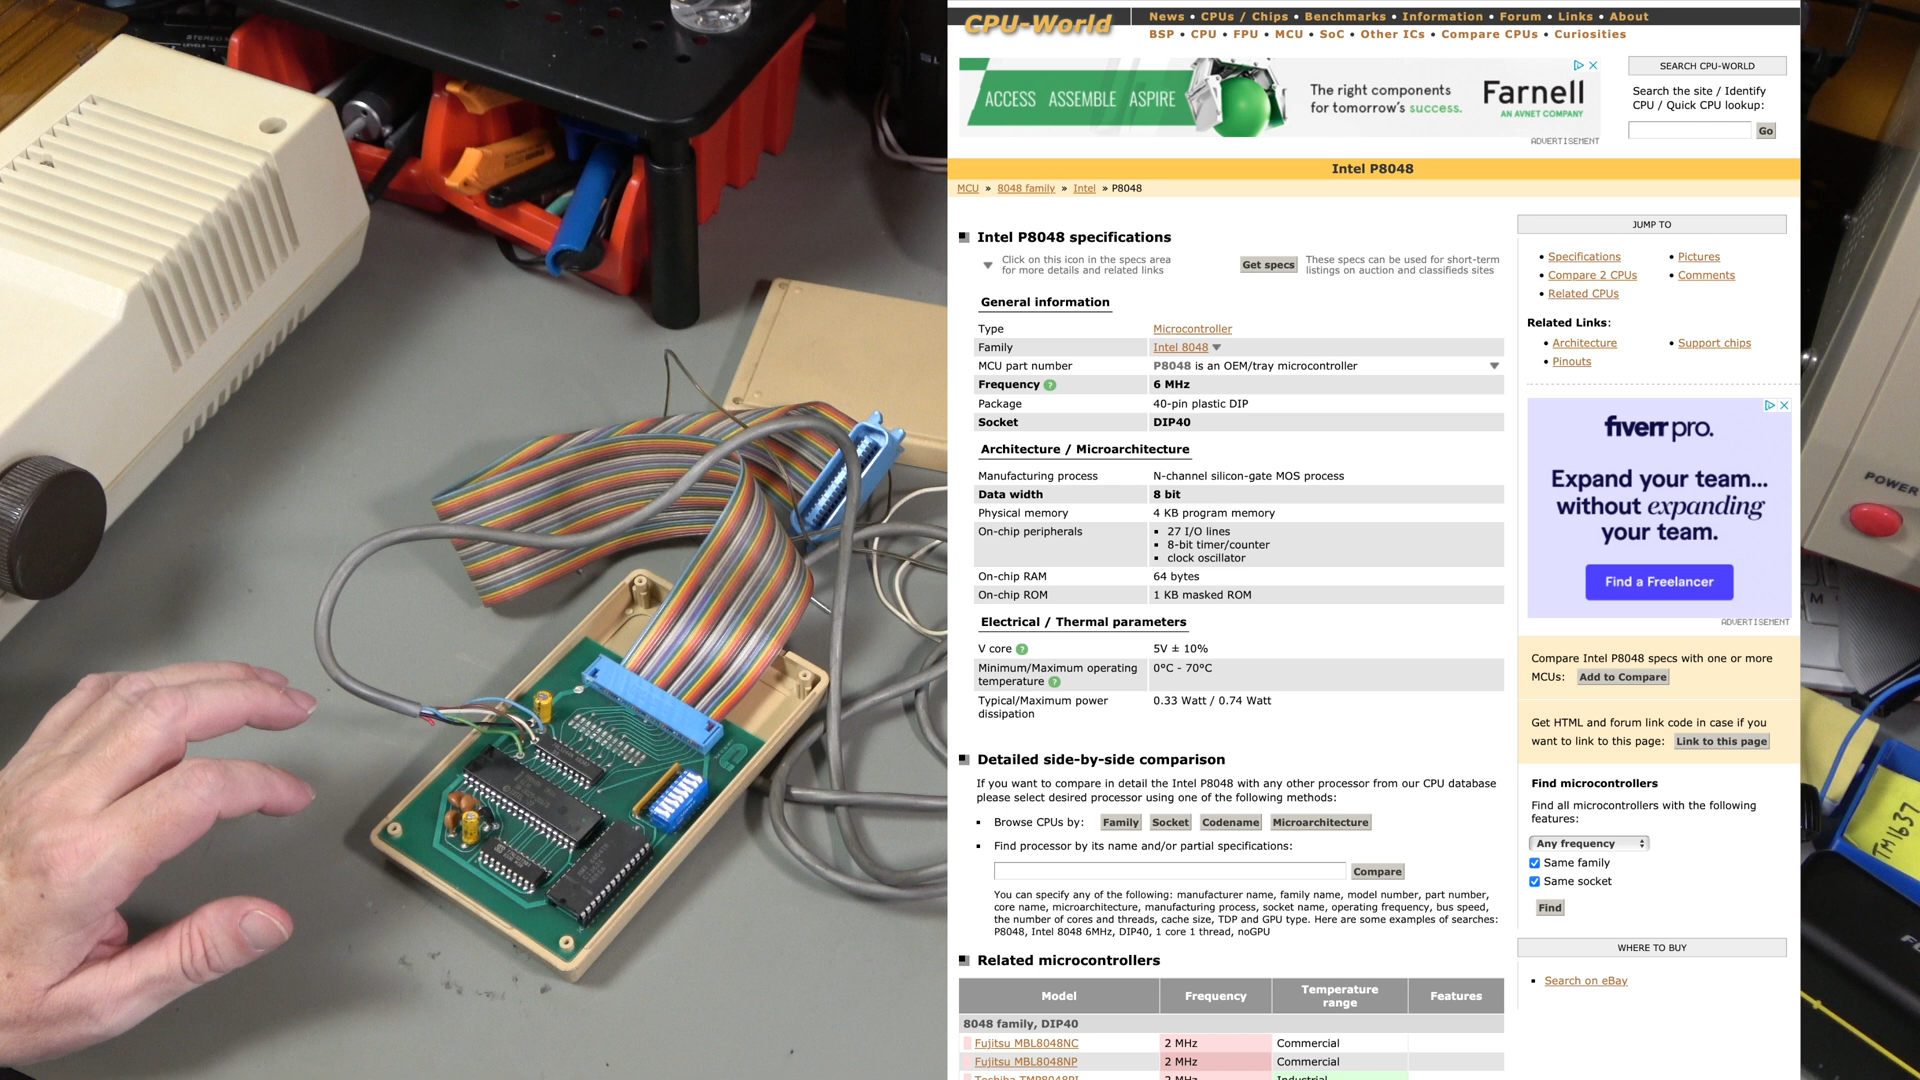 STEREO
LEVELS
CPU-World
News • CPUs / Chips • Benchmarks • Information • Forum • Links • About
BSP • CPU • FPU • MCU • SoC • Other ICs • Compare CPUs • Curiosities
ACCESS ASSEMBLE ASPIRE
The right components
for tomorrow's success.
Farnell
AN AVNET COMPANY
ADVERTISEMENT
SEARCH CPU-WORLD
Search the site / Identify
CPU / Quick CPU lookup:
Go
Intel P8048
MCU » 8048 family » Intel » P8048
Intel P8048 specifications
Click on this icon in the specs area
for more details and related links
Get specs
These specs can be used for short-term
listings on auction and classifieds sites
General information
Type Microcontroller
Family Intel 8048
MCU part number P8048 is an OEM/tray microcontroller
Frequency ? 6 MHz
Package 40-pin plastic DIP
Socket DIP40
Architecture / Microarchitecture
Manufacturing process N-channel silicon-gate MOS process
Data width 8 bit
Physical memory 4 KB program memory
On-chip peripherals ▪ 27 I/O lines
▪ 8-bit timer/counter
▪ clock oscillator
On-chip RAM 64 bytes
On-chip ROM 1 KB masked ROM
Electrical / Thermal parameters
V core ? 5V ± 10%
Minimum/Maximum operating
temperature ? 0°C - 70°C
Typical/Maximum power
dissipation 0.33 Watt / 0.74 Watt
Detailed side-by-side comparison
If you want to compare in detail the Intel P8048 with any other processor from our CPU database
please select desired processor using one of the following methods:
▪ Browse CPUs by: Family Socket Codename Microarchitecture
▪ Find processor by its name and/or partial specifications:
Compare
You can specify any of the following: manufacturer name, family name, model number, part number,
core name, microarchitecture, manufacturing process, socket name, operating frequency, bus speed,
the number of cores and threads, cache size, TDP and GPU type. Here are some examples of searches:
P8048, Intel 8048 6MHz, DIP40, 1 core 1 thread, noGPU
Related microcontrollers
Model Frequency Temperature range Features
8048 family, DIP40
Fujitsu MBL8048NC 2 MHz Commercial
Fujitsu MBL8048NP 2 MHz Commercial
Toshiba TMP8048PI 2 MHz Industrial
JUMP TO
• Specifications • Pictures
• Compare 2 CPUs • Comments
• Related CPUs
Related Links:
• Architecture • Support chips
• Pinouts
fiverr pro.
Expand your team...
without expanding
your team.
Find a Freelancer
ADVERTISEMENT
Compare Intel P8048 specs with one or more
MCUs: Add to Compare
Get HTML and forum link code in case if you
want to link to this page: Link to this page
Find microcontrollers
Find all microcontrollers with the following
features:
Any frequency
Same family
Same socket
Find
WHERE TO BUY
▪ Search on eBay
POWER
TM1637